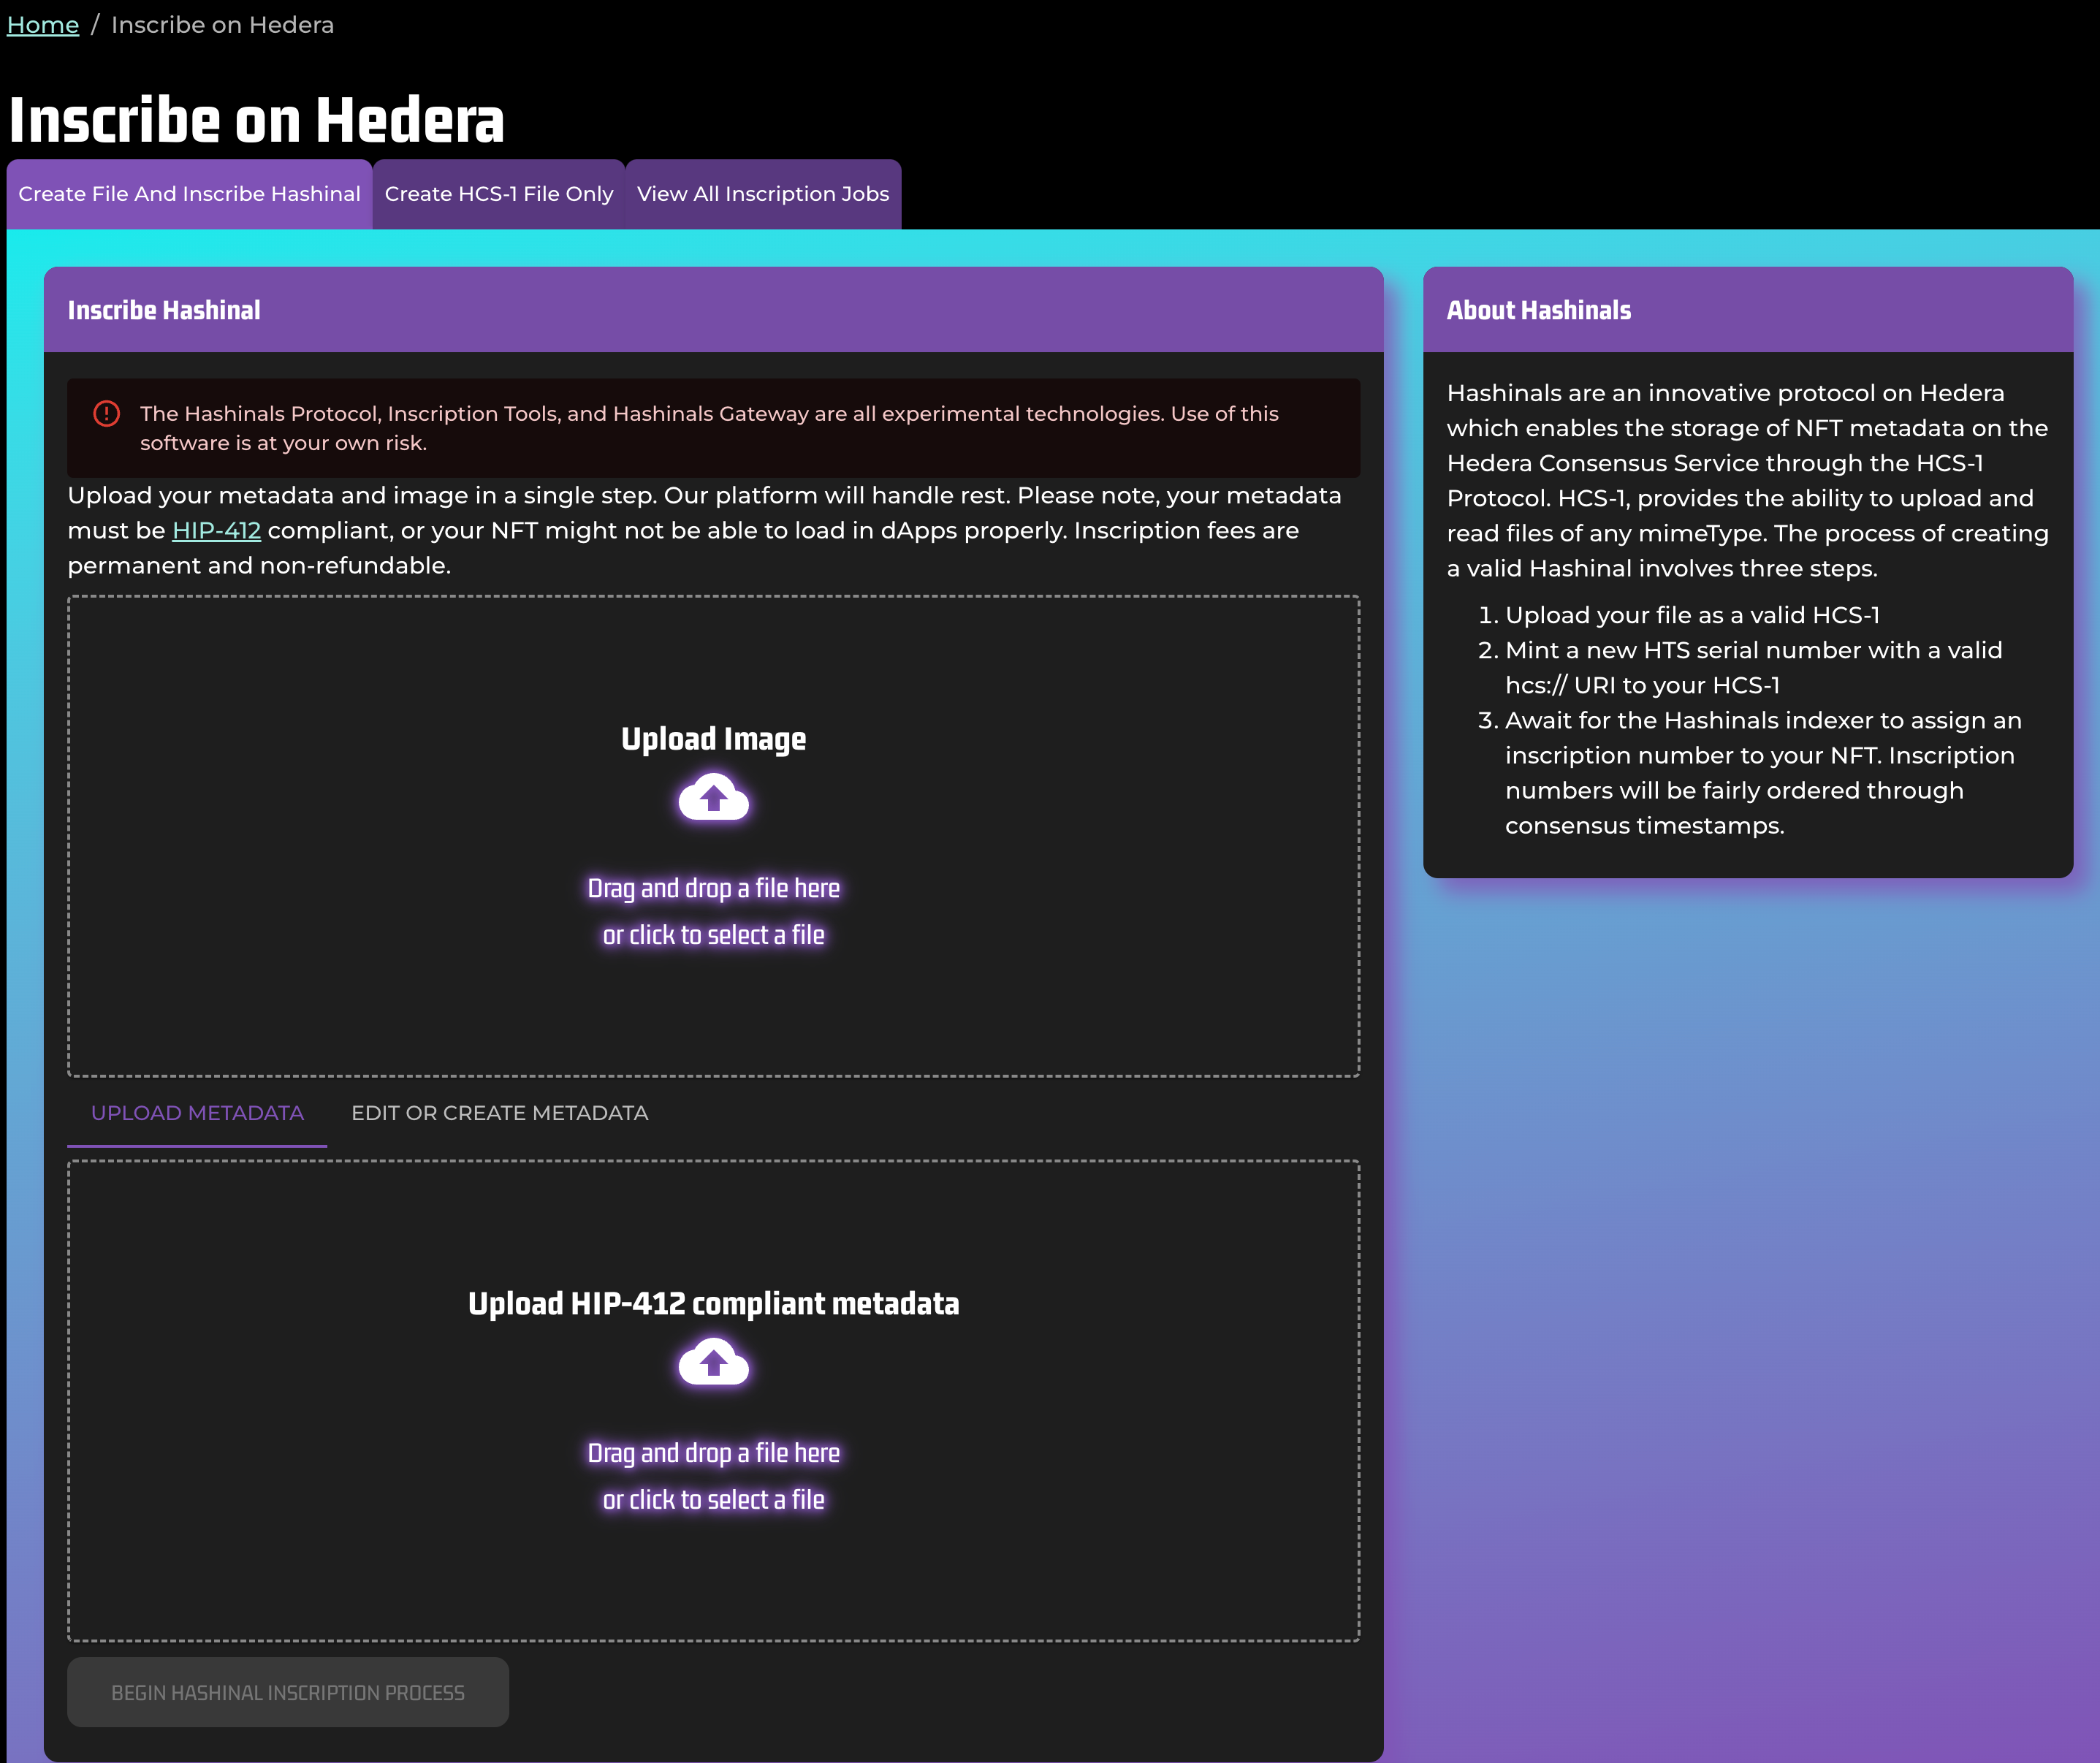 Home / Inscribe on Hedera
Inscribe on Hedera
Create File And Inscribe Hashinal
Create HCS-1 File Only
View All Inscription Jobs
Inscribe Hashinal
The Hashinals Protocol, Inscription Tools, and Hashinals Gateway are all experimental technologies. Use of this
software is at your own risk.
Upload your metadata and image in a single step. Our platform will handle rest. Please note, your metadata
must be HIP-412 compliant, or your NFT might not be able to load in dApps properly. Inscription fees are
permanent and non-refundable.
Upload Image
Drag and drop a file here
or click to select a file
UPLOAD METADATA
EDIT OR CREATE METADATA
Upload HIP-412 compliant metadata
Drag and drop a file here
or click to select a file
BEGIN HASHINAL INSCRIPTION PROCESS
About Hashinals
Hashinals are an innovative protocol on Hedera
which enables the storage of NFT metadata on the
Hedera Consensus Service through the HCS-1
Protocol. HCS-1, provides the ability to upload and
read files of any mimeType. The process of creating
a valid Hashinal involves three steps.
1. Upload your file as a valid HCS-1
2. Mint a new HTS serial number with a valid
hcs:// URI to your HCS-1
3. Await for the Hashinals indexer to assign an
inscription number to your NFT. Inscription
numbers will be fairly ordered through
consensus timestamps.